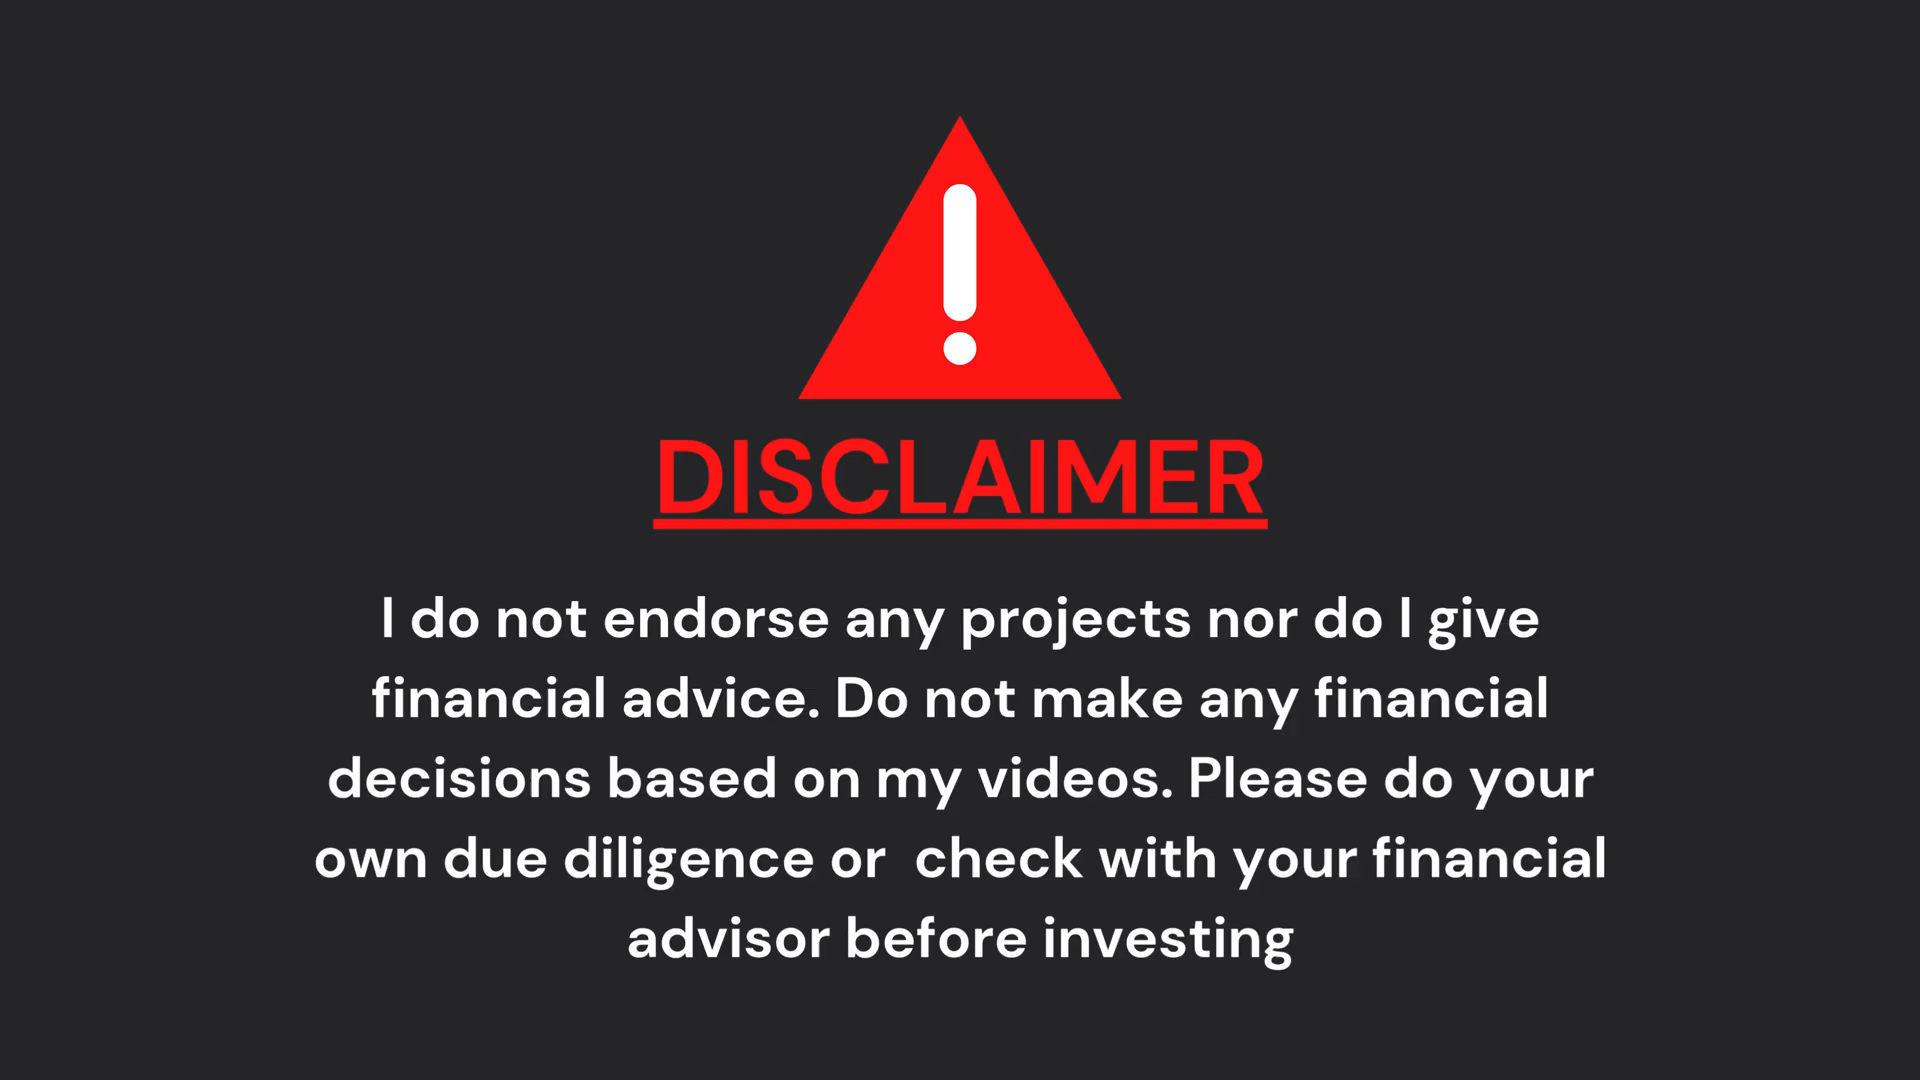 DISCLAIMER
I do not endorse any projects nor do I give
financial advice. Do not make any financial
decisions based on my videos. Please do your
own due diligence or  check with your financial
advisor before investing